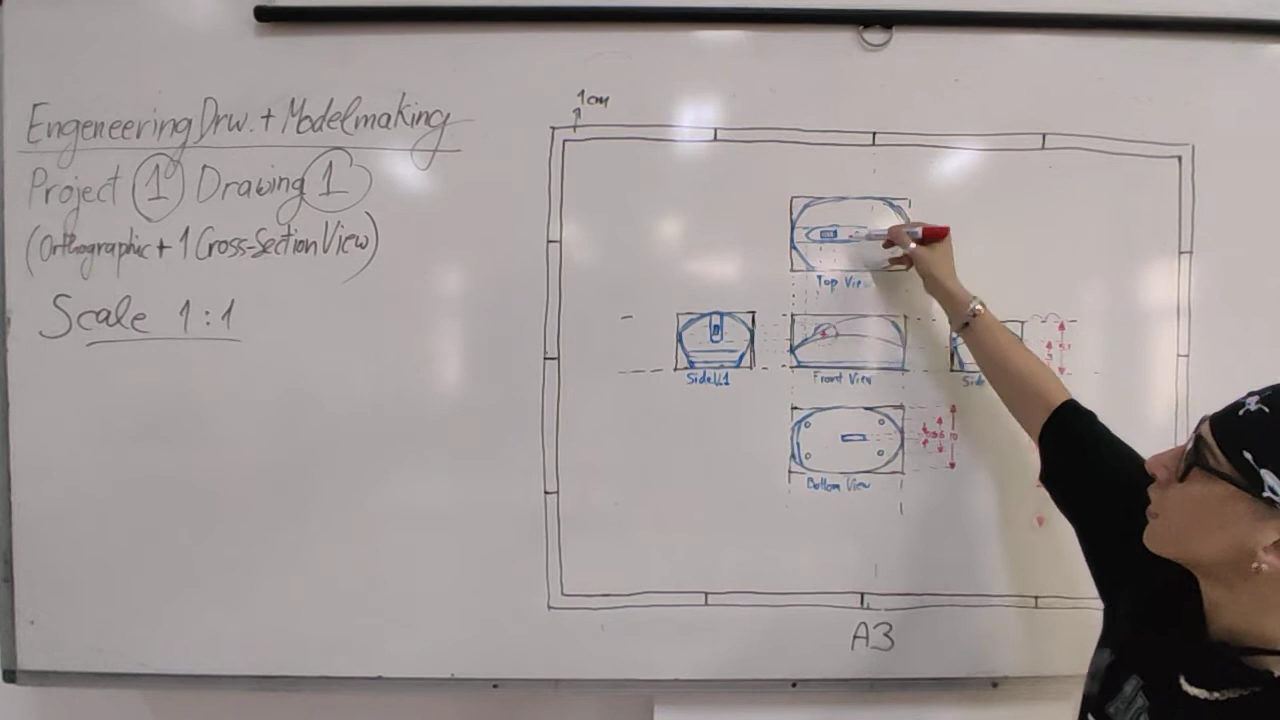 Engeneering Drw. + Modelmaking
Project 1 Drawing 1
(Orthographic + 1 Cross-Section View)
Scale 1:1
1cm
Top View
Side V.1
Front View
Side
Bottom View
A3